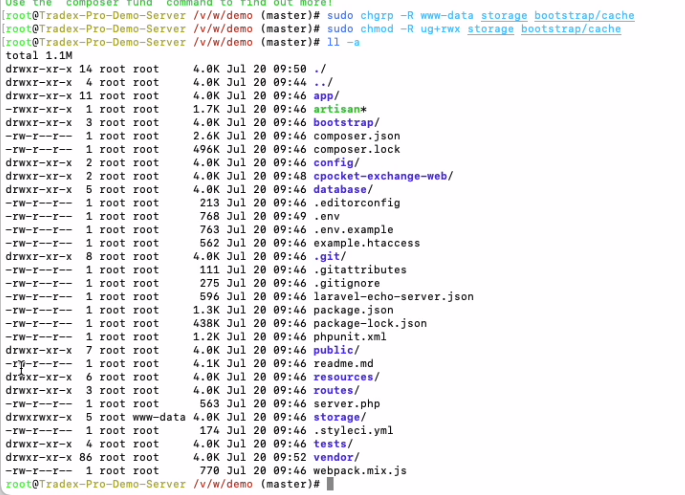 Use the `composer fund` command to find out more!
[root@Tradex-Pro-Demo-Server /v/w/demo (master)# sudo chgrp -R www-data storage bootstrap/cache
[root@Tradex-Pro-Demo-Server /v/w/demo (master)# sudo chmod -R ug+rwx storage bootstrap/cache
[root@Tradex-Pro-Demo-Server /v/w/demo (master)# ll -a
total 1.1M
drwxr-xr-x 14 root root 4.0K Jul 20 09:50 ./
drwxr-xr-x 4 root root 4.0K Jul 20 09:44 ../
drwxr-xr-x 11 root root 4.0K Jul 20 09:46 app/
-rwxr-xr-x 1 root root 1.7K Jul 20 09:46 artisan*
drwxr-xr-x 3 root root 4.0K Jul 20 09:46 bootstrap/
-rw-r--r-- 1 root root 2.6K Jul 20 09:46 composer.json
-rw-r--r-- 1 root root 496K Jul 20 09:46 composer.lock
drwxr-xr-x 2 root root 4.0K Jul 20 09:46 config/
drwxr-xr-x 2 root root 4.0K Jul 20 09:48 cpocket-exchange-web/
drwxr-xr-x 5 root root 4.0K Jul 20 09:46 database/
-rw-r--r-- 1 root root 213 Jul 20 09:46 .editorconfig
-rw-r--r-- 1 root root 768 Jul 20 09:49 .env
-rw-r--r-- 1 root root 763 Jul 20 09:46 .env.example
-rw-r--r-- 1 root root 562 Jul 20 09:46 example.htaccess
drwxr-xr-x 8 root root 4.0K Jul 20 09:46 .git/
-rw-r--r-- 1 root root 111 Jul 20 09:46 .gitattributes
-rw-r--r-- 1 root root 275 Jul 20 09:46 .gitignore
-rw-r--r-- 1 root root 596 Jul 20 09:46 laravel-echo-server.json
-rw-r--r-- 1 root root 1.3K Jul 20 09:46 package.json
-rw-r--r-- 1 root root 438K Jul 20 09:46 package-lock.json
-rw-r--r-- 1 root root 1.2K Jul 20 09:46 phpunit.xml
drwxr-xr-x 7 root root 4.0K Jul 20 09:46 public/
-rw-r--r-- 1 root root 4.1K Jul 20 09:46 readme.md
drwxr-xr-x 6 root root 4.0K Jul 20 09:46 resources/
drwxr-xr-x 3 root root 4.0K Jul 20 09:46 routes/
-rw-r--r-- 1 root root 563 Jul 20 09:46 server.php
drwxrwxr-x 5 root www-data 4.0K Jul 20 09:46 storage/
-rw-r--r-- 1 root root 174 Jul 20 09:46 .styleci.yml
drwxr-xr-x 4 root root 4.0K Jul 20 09:46 tests/
drwxr-xr-x 86 root root 4.0K Jul 20 09:52 vendor/
-rw-r--r-- 1 root root 770 Jul 20 09:46 webpack.mix.js
root@Tradex-Pro-Demo-Server /v/w/demo (master)#